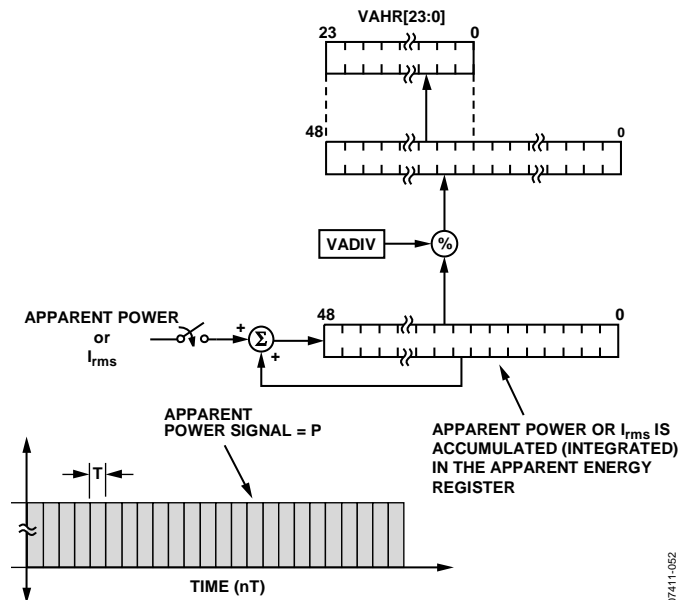 VAHR[23:0]
23 0
48 0
VADIV
%
APPARENT POWER
or
Irms
+
Σ
+
48 0
APPARENT
POWER SIGNAL = P
APPARENT POWER OR Irms IS
ACCUMULATED (INTEGRATED)
IN THE APPARENT ENERGY
REGISTER
T
TIME (nT)
07411-052